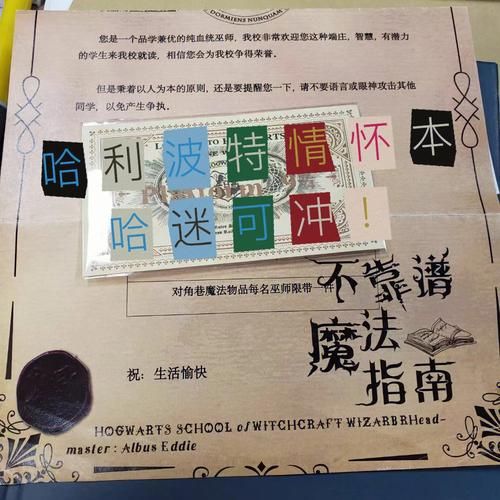 DORMIENS NUNQUAM
您是一个品学兼优的纯血统巫师，我校非常欢迎您这种端庄，智慧，有潜力
的学生来我校就读，相信您会为我校争得荣誉。
但是秉着以人为本的原则，还是要提醒您一下，请不要语言或眼神攻击其他
同学，以免产生争执。
哈利波特情怀本
哈迷可冲！
对角巷魔法物品每名巫师限带一件
不靠谱
魔法
指南
祝：生活愉快
HOGWARTS SCHOOL of WITCHCRAFT WIZARBRHead-
master : Albus Eddie